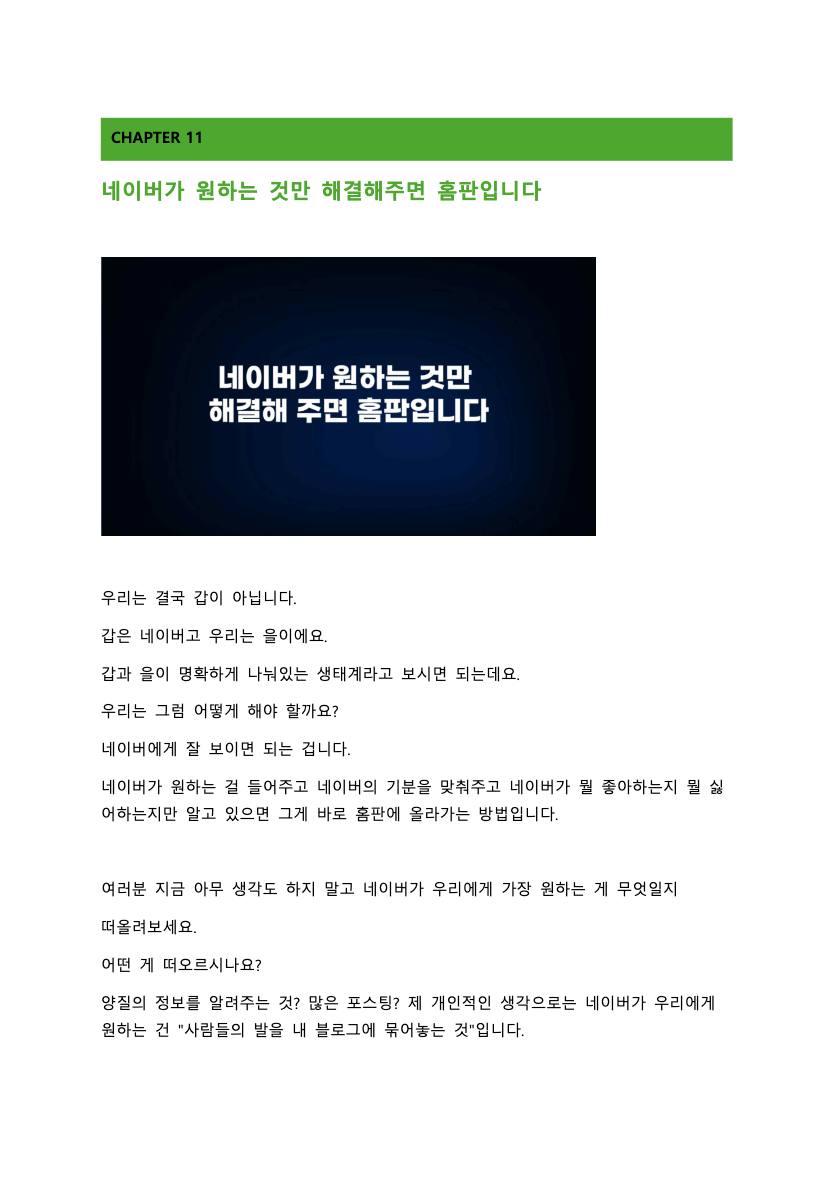 CHAPTER 11
네이버가 원하는 것만 해결해주면 홈판입니다
네이버가 원하는 것만
해결해 주면 홈판입니다
우리는 결국 갑이 아닙니다.
갑은 네이버고 우리는 을이에요.
갑과 을이 명확하게 나눠있는 생태계라고 보시면 되는데요.
우리는 그럼 어떻게 해야 할까요?
네이버에게 잘 보이면 되는 겁니다.
네이버가 원하는 걸 들어주고 네이버의 기분을 맞춰주고 네이버가 뭘 좋아하는지 뭘 싫
어하는지만 알고 있으면 그게 바로 홈판에 올라가는 방법입니다.
여러분 지금 아무 생각도 하지 말고 네이버가 우리에게 가장 원하는 게 무엇일지
떠올려보세요.
어떤 게 떠오르시나요?
양질의 정보를 알려주는 것? 많은 포스팅? 제 개인적인 생각으로는 네이버가 우리에게
원하는 건 "사람들의 발을 내 블로그에 묶어놓는 것"입니다.